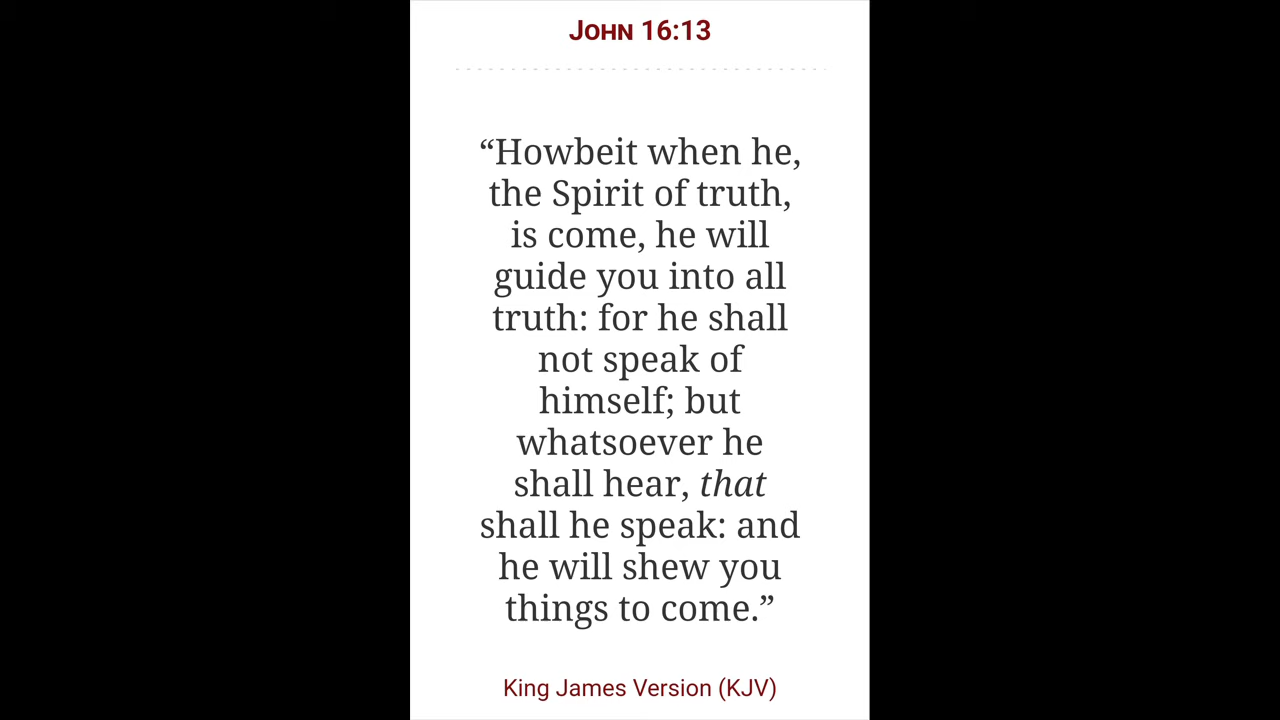 John 16:13
“Howbeit when he,
the Spirit of truth,
is come, he will
guide you into all
truth: for he shall
not speak of
himself; but
whatsoever he
shall hear, that
shall he speak: and
he will shew you
things to come.”
King James Version (KJV)